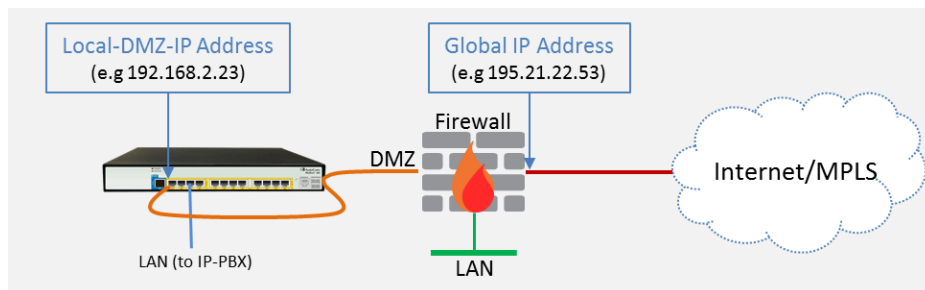 Local-DMZ-IP Address
(e.g 192.168.2.23)
Global IP Address
(e.g 195.21.22.53)
Firewall
DMZ
Internet/MPLS
LAN (to IP-PBX)
LAN